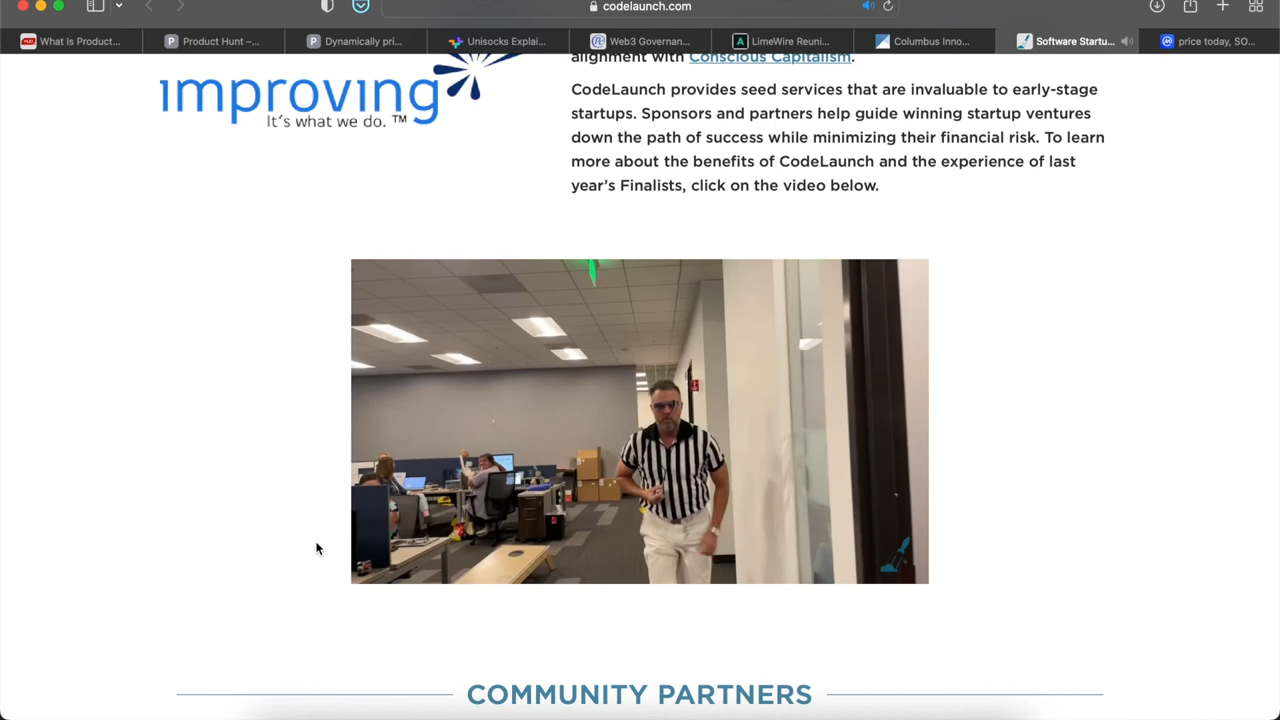 codelaunch.com
What Is Product...
Product Hunt –...
Dynamically pri...
Unisocks Explai...
Web3 Governan...
LimeWire Reuni...
Columbus Inno...
Software Startu...
price today, SO...
improving
It's what we do. ™
alignment with Conscious Capitalism.
CodeLaunch provides seed services that are invaluable to early-stage
startups. Sponsors and partners help guide winning startup ventures
down the path of success while minimizing their financial risk. To learn
more about the benefits of CodeLaunch and the experience of last
year's Finalists, click on the video below.
COMMUNITY PARTNERS